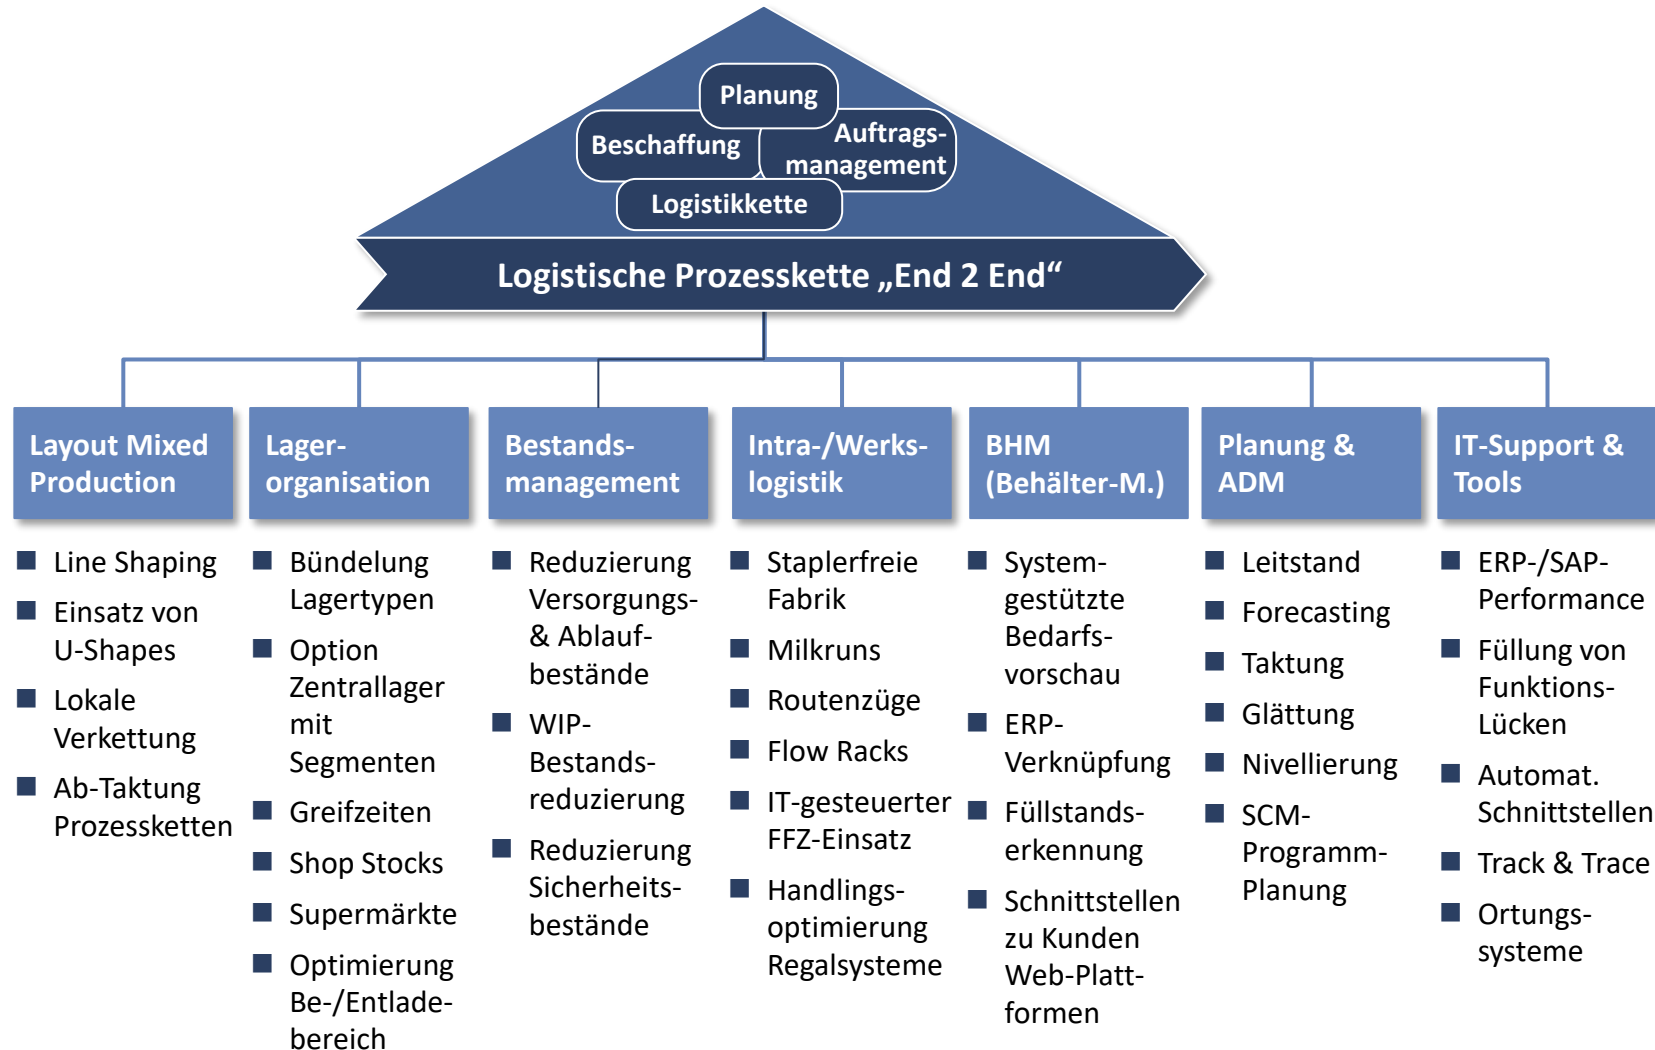 Planung
Beschaffung
Auftrags-
management
Logistikkette
Logistische Prozesskette „End 2 End“
Layout Mixed
Production
Line Shaping
Einsatz von
U-Shapes
Lokale
Verkettung
Ab-Taktung
Prozessketten
Lager-
organisation
Bündelung
Lagertypen
Option
Zentrallager
mit
Segmenten
Greifzeiten
Shop Stocks
Supermärkte
Optimierung
Be-/Entlade-
bereich
Bestands-
management
Reduzierung
Versorgungs-
& Ablauf-
bestände
WIP-
Bestands-
reduzierung
Reduzierung
Sicherheits-
bestände
Intra-/Werks-
logistik
Staplerfreie
Fabrik
Milkruns
Routenzüge
Flow Racks
IT-gesteuerter
FFZ-Einsatz
Handlings-
optimierung
Regalsysteme
BHM
(Behälter-M.)
System-
gestützte
Bedarfs-
vorschau
ERP-
Verknüpfung
Füllstands-
erkennung
Schnittstellen
zu Kunden
Web-Platt-
formen
Planung &
ADM
Leitstand
Forecasting
Taktung
Glättung
Nivellierung
SCM-
Programm-
Planung
IT-Support &
Tools
ERP-/SAP-
Performance
Füllung von
Funktions-
Lücken
Automat.
Schnittstellen
Track & Trace
Ortungs-
systeme